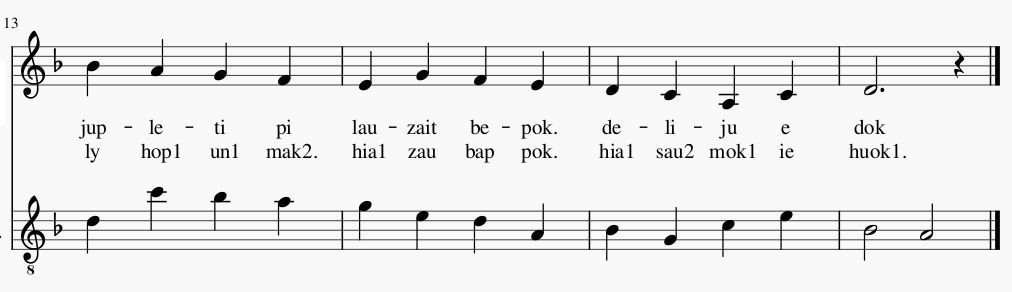 13
jup - le - ti pi lau - zait be - pok. de - li - ju e dok
ly hop1 un1 mak2. hia1 zau bap pok. hia1 sau2 mok1 ie huok1.
8